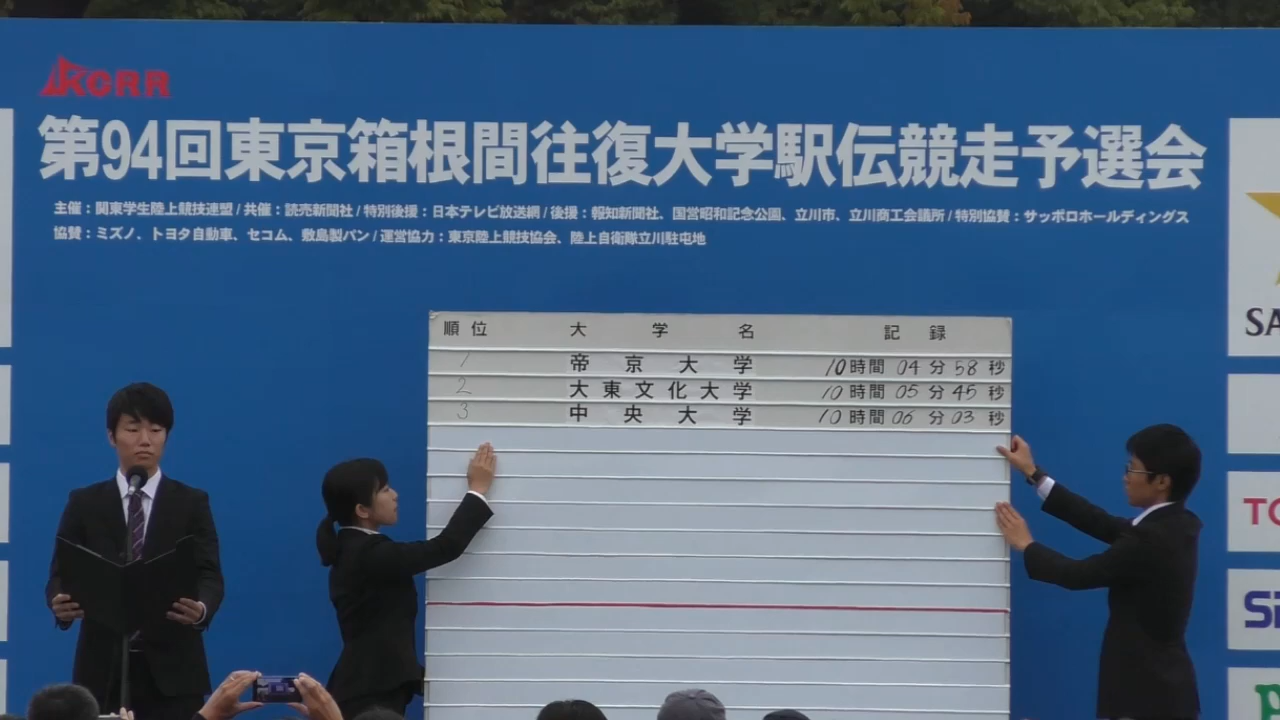 KGRR
第94回東京箱根間往復大学駅伝競走予選会
主催：関東学生陸上競技連盟 / 共催：読売新聞社 / 特別後援：日本テレビ放送網 / 後援：報知新聞社、国営昭和記念公園、立川市、立川商工会議所 / 特別協賛：サッポロホールディングス
協賛：ミズノ、トヨタ自動車、セコム、敷島製パン / 運営協力：東京陸上競技協会、陸上自衛隊立川駐屯地
順位 大学名 記録
1 帝京大学 10時間04分58秒
2 大東文化大学 10時間05分45秒
3 中央大学 10時間06分03秒
SA
TO